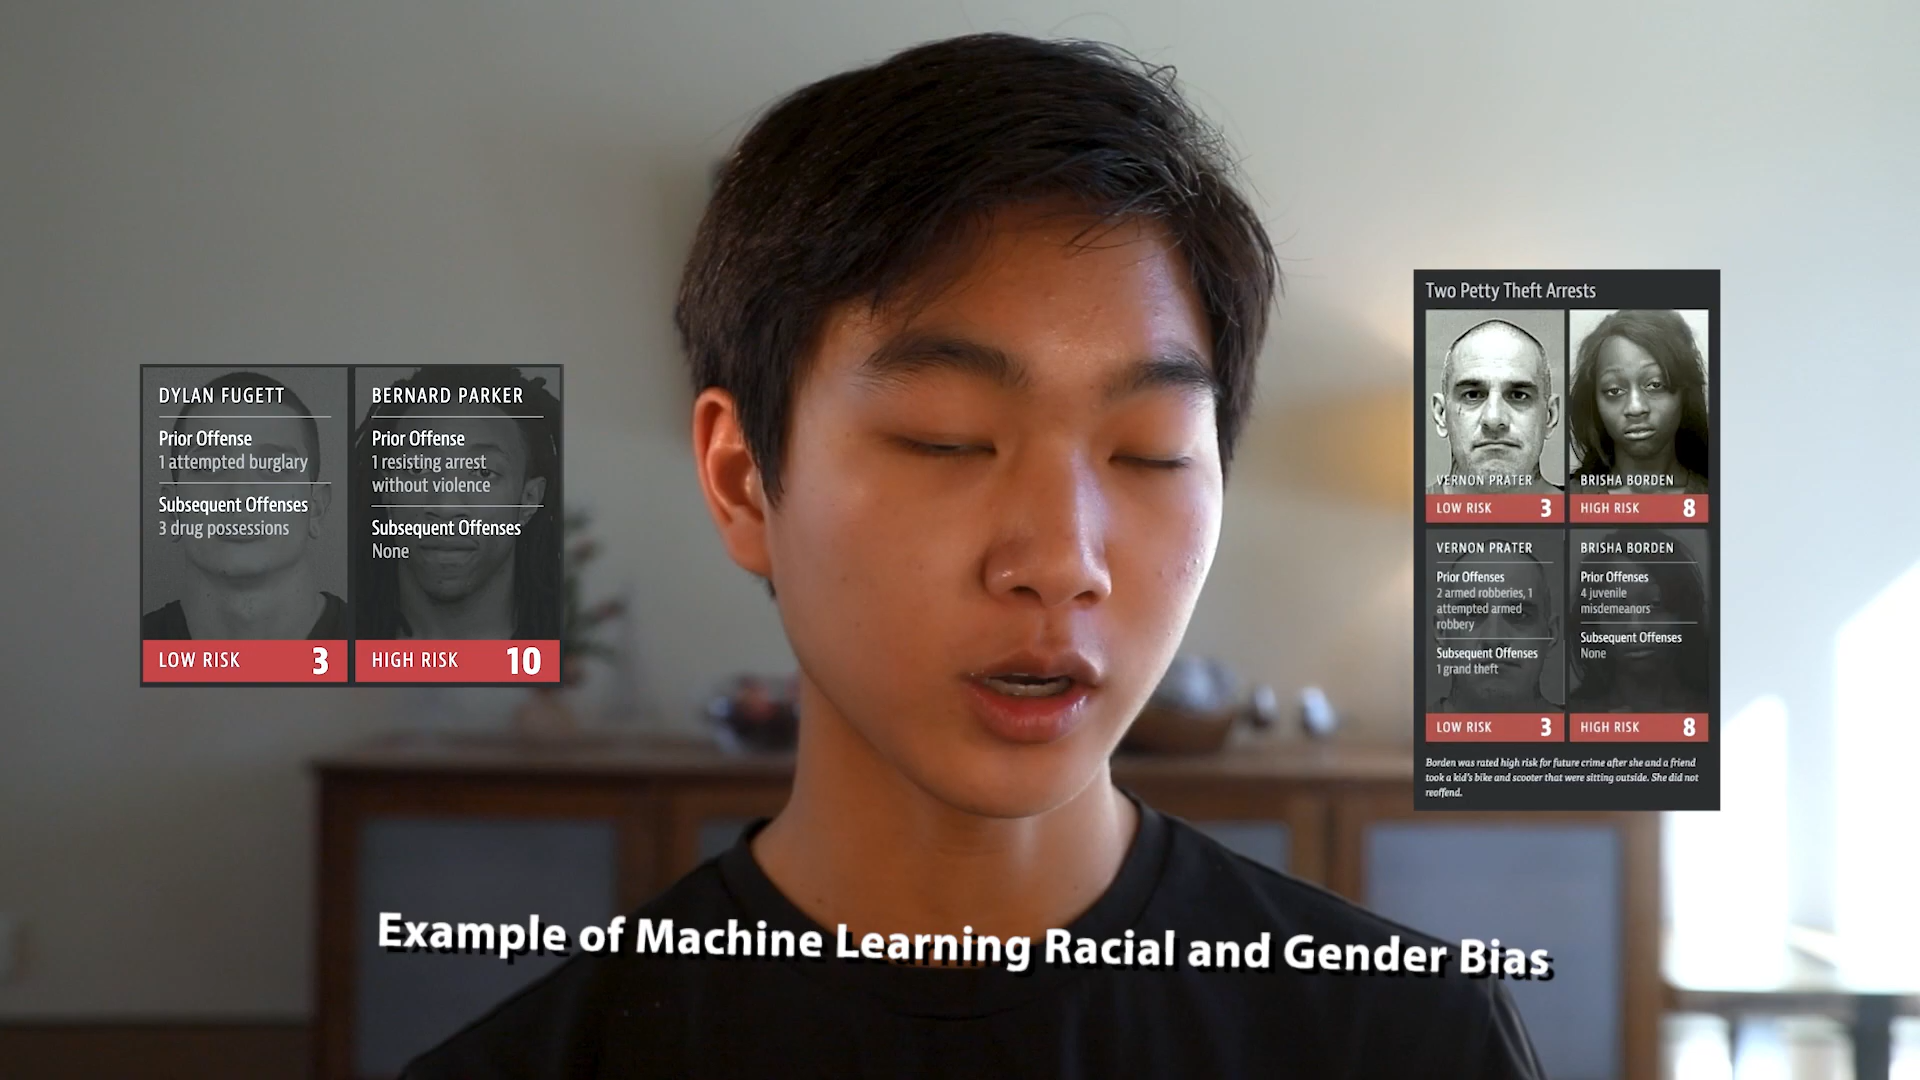 DYLAN FUGETT
Prior Offense
1 attempted burglary
Subsequent Offenses
3 drug possessions
LOW RISK 3
BERNARD PARKER
Prior Offense
1 resisting arrest
without violence
Subsequent Offenses
None
HIGH RISK 10
Two Petty Theft Arrests
VERNON PRATER
LOW RISK 3
BRISHA BORDEN
HIGH RISK 8
VERNON PRATER
Prior Offenses
2 armed robberies, 1
attempted armed
robbery
Subsequent Offenses
1 grand theft
LOW RISK 3
BRISHA BORDEN
Prior Offenses
4 juvenile
misdemeanors
Subsequent Offenses
None
HIGH RISK 8
Borden was rated high risk for future crime after she and a friend
took a kid's bike and scooter that were sitting outside. She did not
reoffend.
Example of Machine Learning Racial and Gender Bias